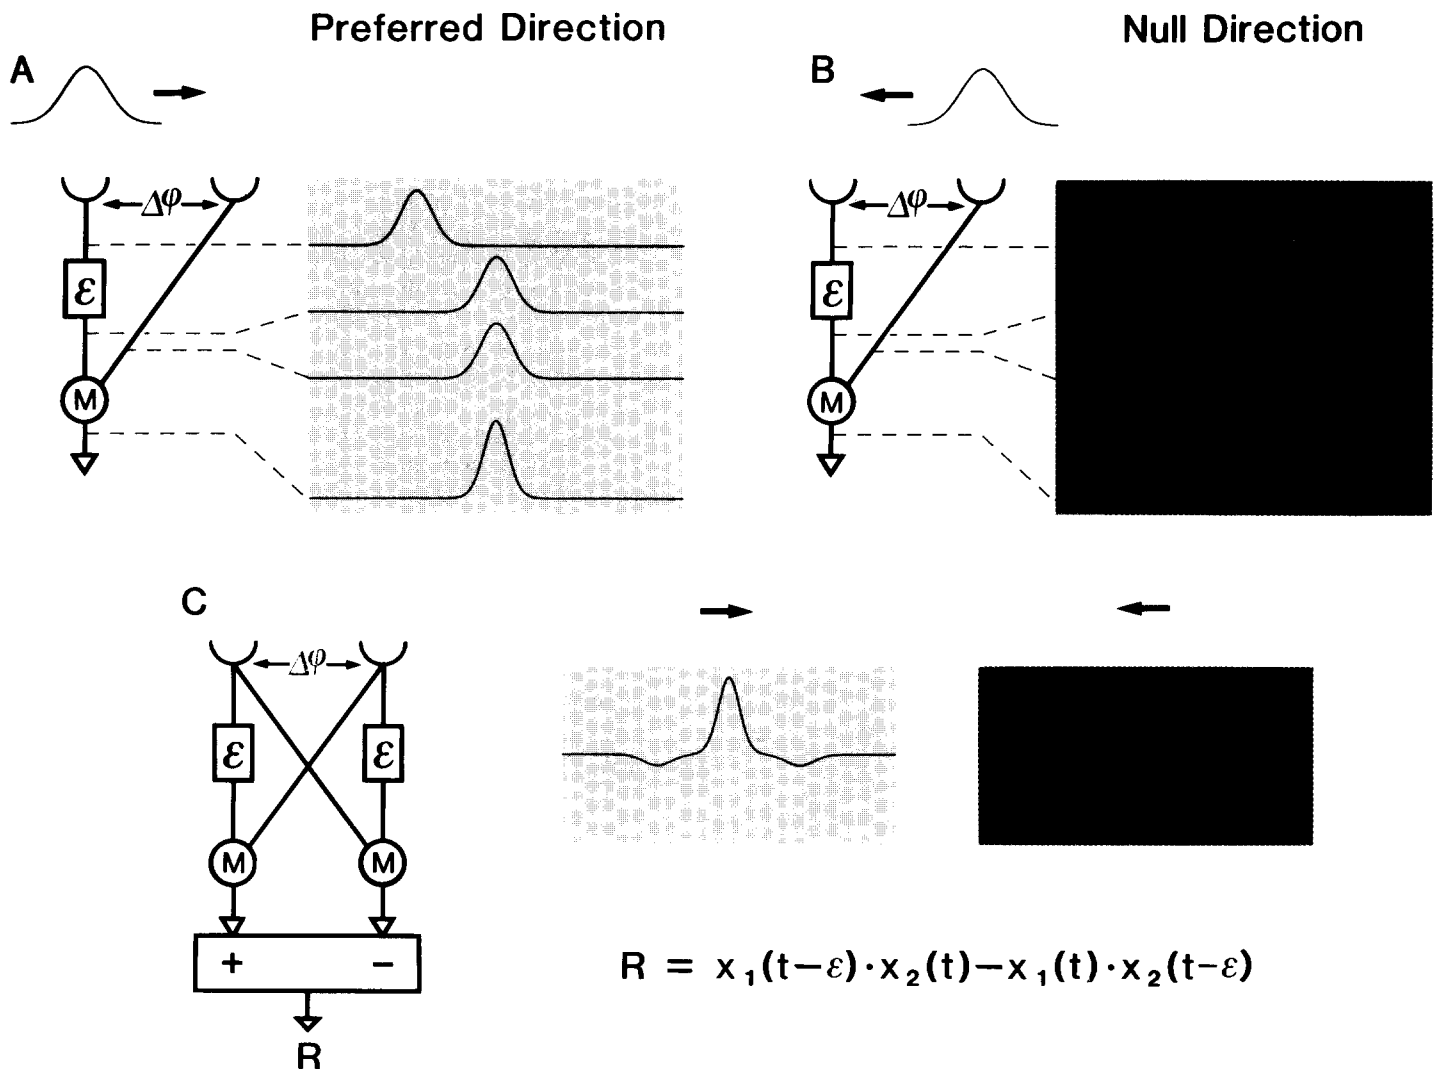 Preferred Direction
Null Direction
A
B
Δφ
Δφ
ε
ε
M
M
C
Δφ
ε
ε
M
M
+
−
R = x₁(t−ε)·x₂(t)−x₁(t)·x₂(t-ε)
R